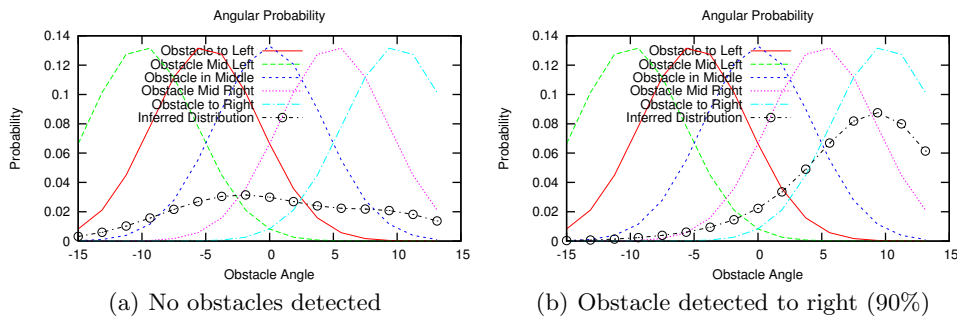 Angular Probability
Obstacle to Left
Obstacle Mid Left
Obstacle in Middle
Obstacle Mid Right
Obstacle to Right
Inferred Distribution
Probability
0.14
0.12
0.1
0.08
0.06
0.04
0.02
0
-15
-10
-5
0
5
10
15
Obstacle Angle
(a) No obstacles detected
Angular Probability
Obstacle to Left
Obstacle Mid Left
Obstacle in Middle
Obstacle Mid Right
Obstacle to Right
Inferred Distribution
Probability
0.14
0.12
0.1
0.08
0.06
0.04
0.02
0
-15
-10
-5
0
5
10
15
Obstacle Angle
(b) Obstacle detected to right (90%)